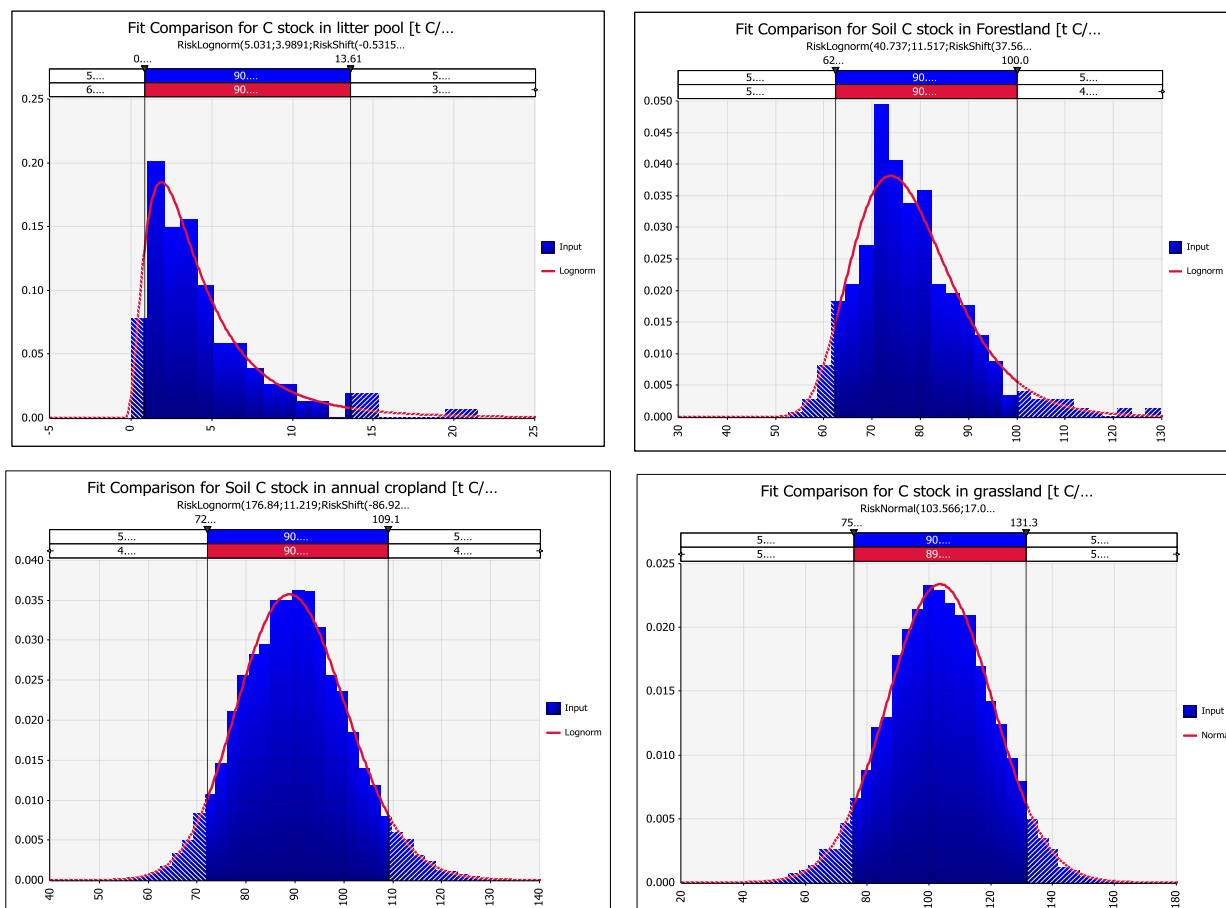 Fit Comparison for C stock in litter pool [t C/...
RiskLognorm(5.031;3.9891;RiskShift(-0.5315...
0.... 13.61
5.... 90.... 5....
6.... 90.... 3....
0.25
0.20
0.15
0.10
0.05
0.00
-5 0 5 10 15 20 25
Input
Lognorm
Fit Comparison for Soil C stock in Forestland [t C/...
RiskLognorm(40.737;11.517;RiskShift(37.56...
62... 100.0
5.... 90.... 5....
5.... 90.... 4....
0.050
0.045
0.040
0.035
0.030
0.025
0.020
0.015
0.010
0.005
0.000
30 40 50 60 70 80 90 100 110 120 130
Input
Lognorm
Fit Comparison for Soil C stock in annual cropland [t C/...
RiskLognorm(176.84;11.219;RiskShift(-86.92...
72... 109.1
5.... 90.... 5....
4.... 90.... 4....
0.040
0.035
0.030
0.025
0.020
0.015
0.010
0.005
0.000
40 50 60 70 80 90 100 110 120 130 140
Input
Lognorm
Fit Comparison for C stock in grassland [t C/...
RiskNormal(103.566;17.0...
75... 131.3
5.... 90.... 5....
5.... 89.... 5....
0.025
0.020
0.015
0.010
0.005
0.000
20 40 60 80 100 120 140 160 180
Input
Norma